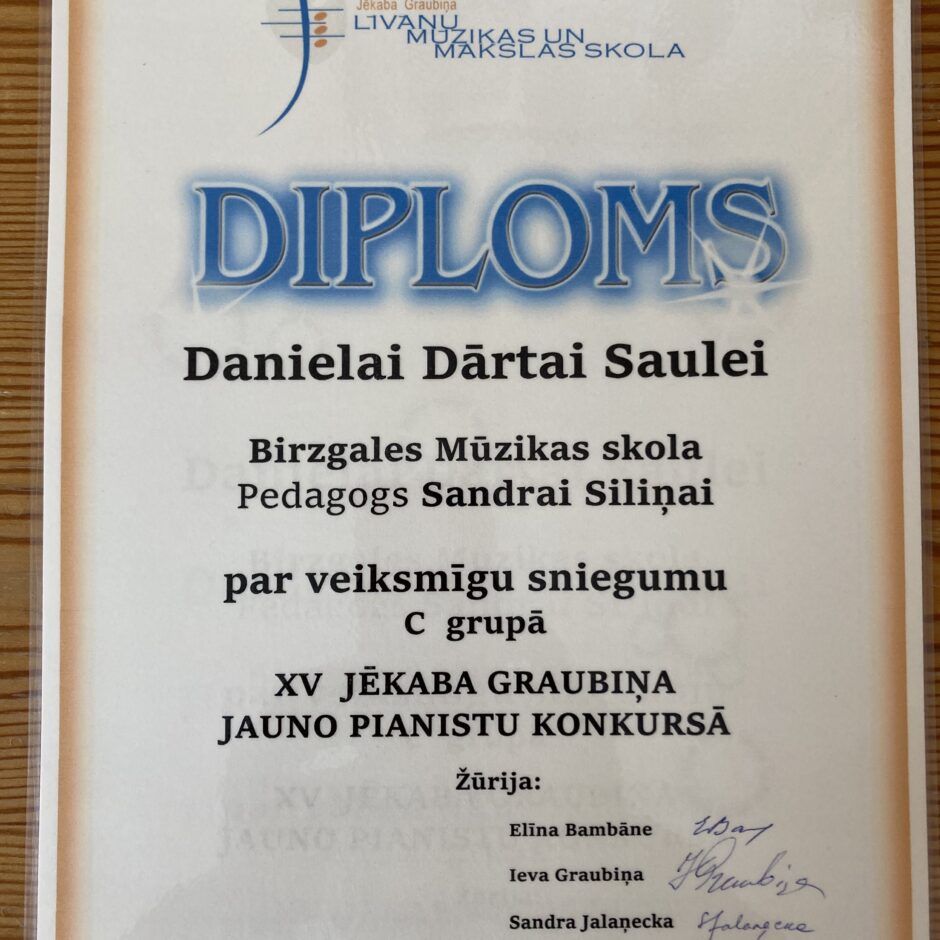 Jēkaba Graubiņa
LĪVĀNU
MŪZIKAS UN
MĀKSLAS SKOLA
DIPLOMS
Danielai Dārtai Saulei
Birzgales Mūzikas skola
Pedagogs Sandrai Siliņai
par veiksmīgu sniegumu
C grupā
XV JĒKABA GRAUBIŅA
JAUNO PIANISTU KONKURSĀ
Žūrija:
Elīna Bambāne
Ieva Graubiņa
Sandra Jalaņecka